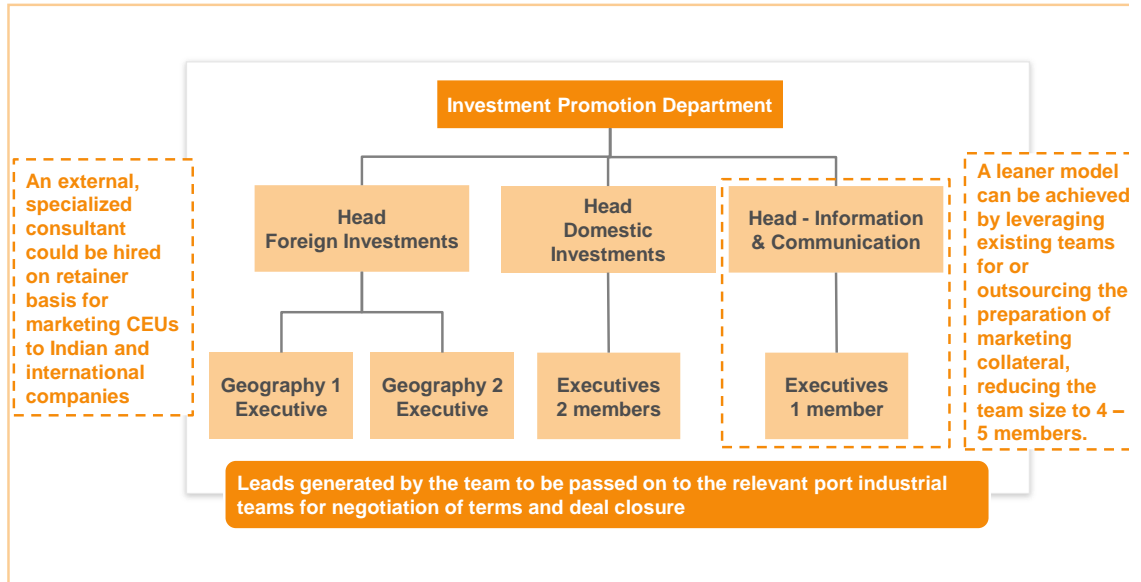 Investment Promotion Department
An external,
specialized
consultant
could be hired
on retainer
basis for
marketing CEUs
to Indian and
international
companies
Head
Foreign Investments
Head
Domestic
Investments
Head - Information
& Communication
A leaner model
can be achieved
by leveraging
existing teams
for or
outsourcing the
preparation of
marketing
collateral,
reducing the
team size to 4 –
5 members.
Geography 1
Executive
Geography 2
Executive
Executives
2 members
Executives
1 member
Leads generated by the team to be passed on to the relevant port industrial
teams for negotiation of terms and deal closure